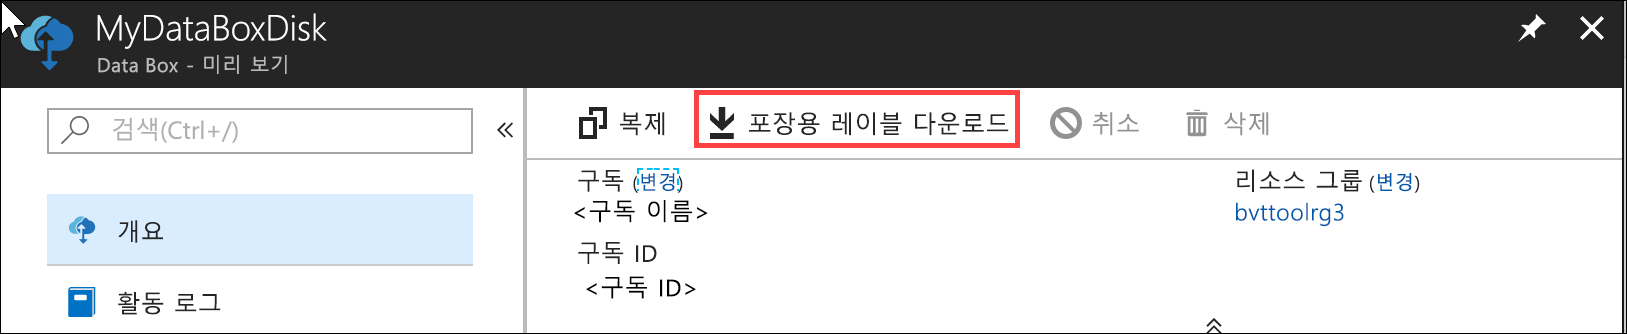 MyDataBoxDisk
Data Box - 미리 보기
검색(Ctrl+/)
복제 포장용 레이블 다운로드 취소 삭제
개요
활동 로그
구독 (변경)
<구독 이름>
구독 ID
<구독 ID>
리소스 그룹 (변경)
bvttoolrg3